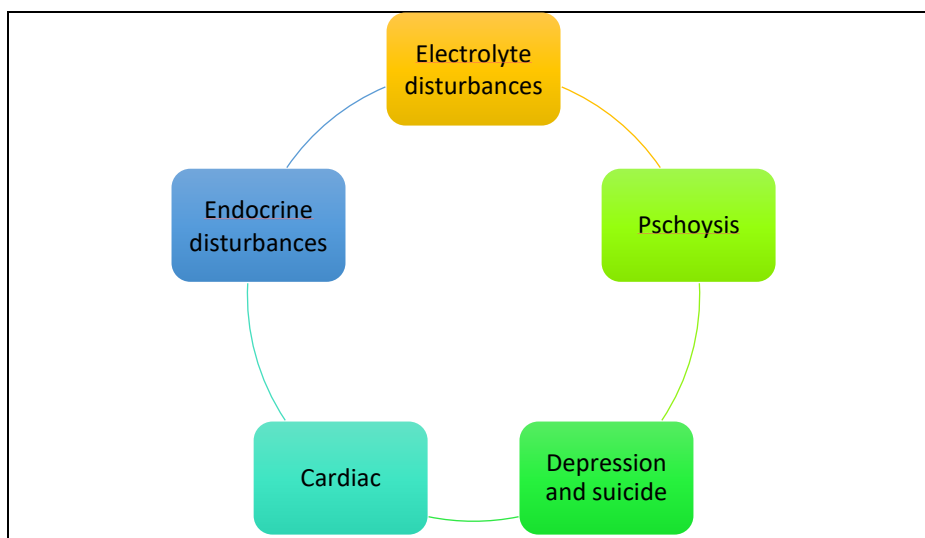 Electrolyte
disturbances
Endocrine
disturbances
Pschoysis
Cardiac
Depression
and suicide